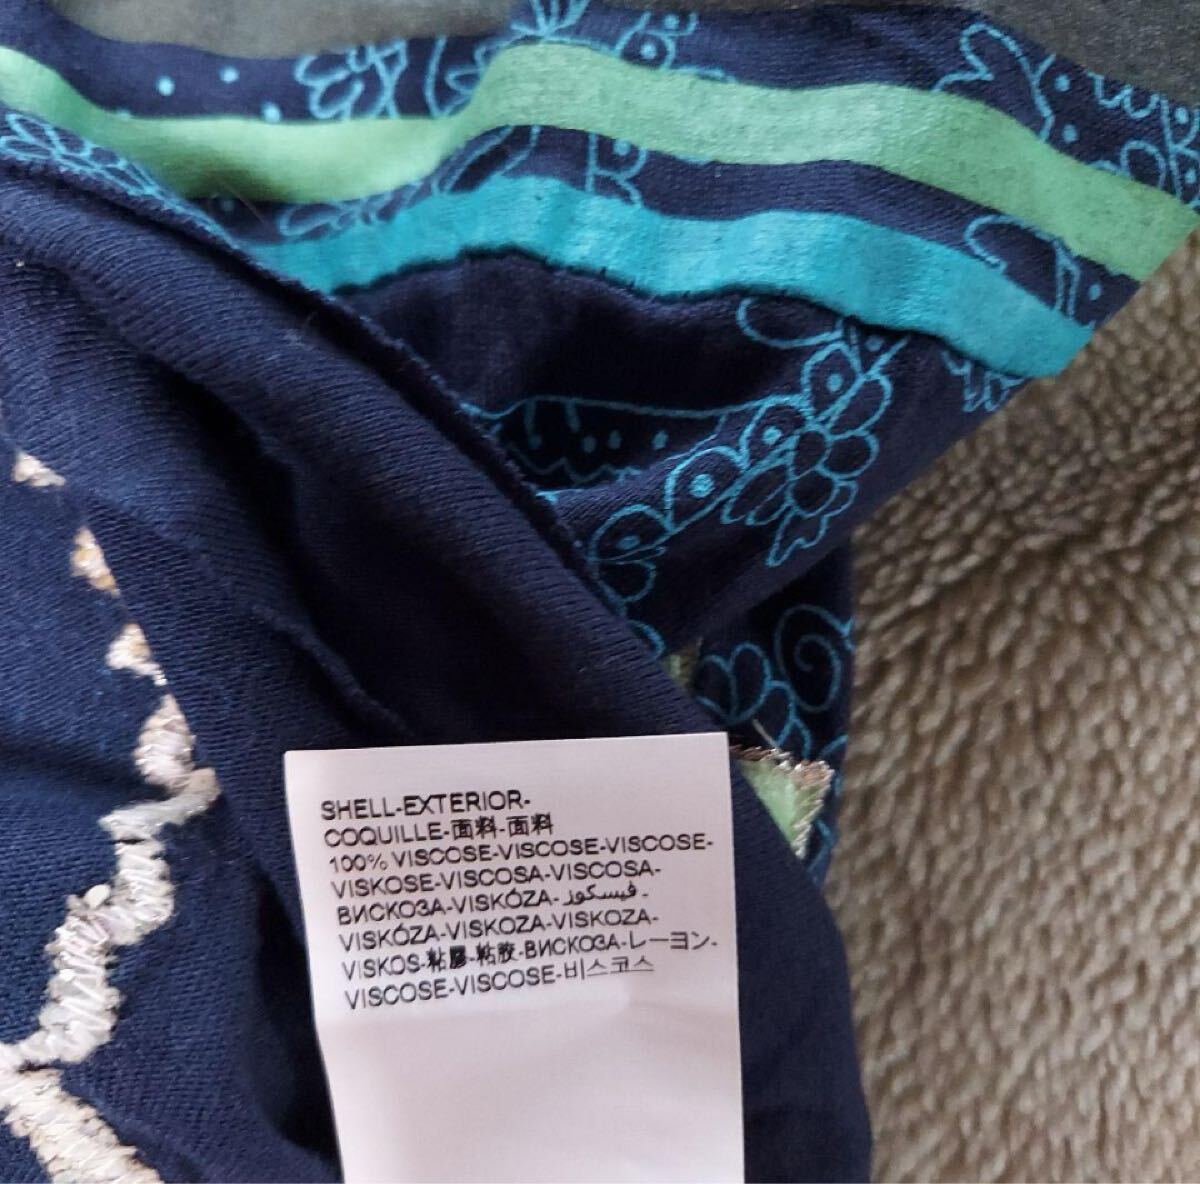 SHELL-EXTERIOR-
COQUILLE-面料-面料
100% VISCOSE-VISCOSE-VISCOSE-
VISKOSE-VISCOSA-VISCOSA-
ВИСКОЗА-VISKÓZA-فيسكوز-
VISKÓZA-VISKOZA-VISKOZA-
VISKOS-粘膠-粘胶-ВИСКОЗА-レーヨン-
VISCOSE-VISCOSE-비스코스